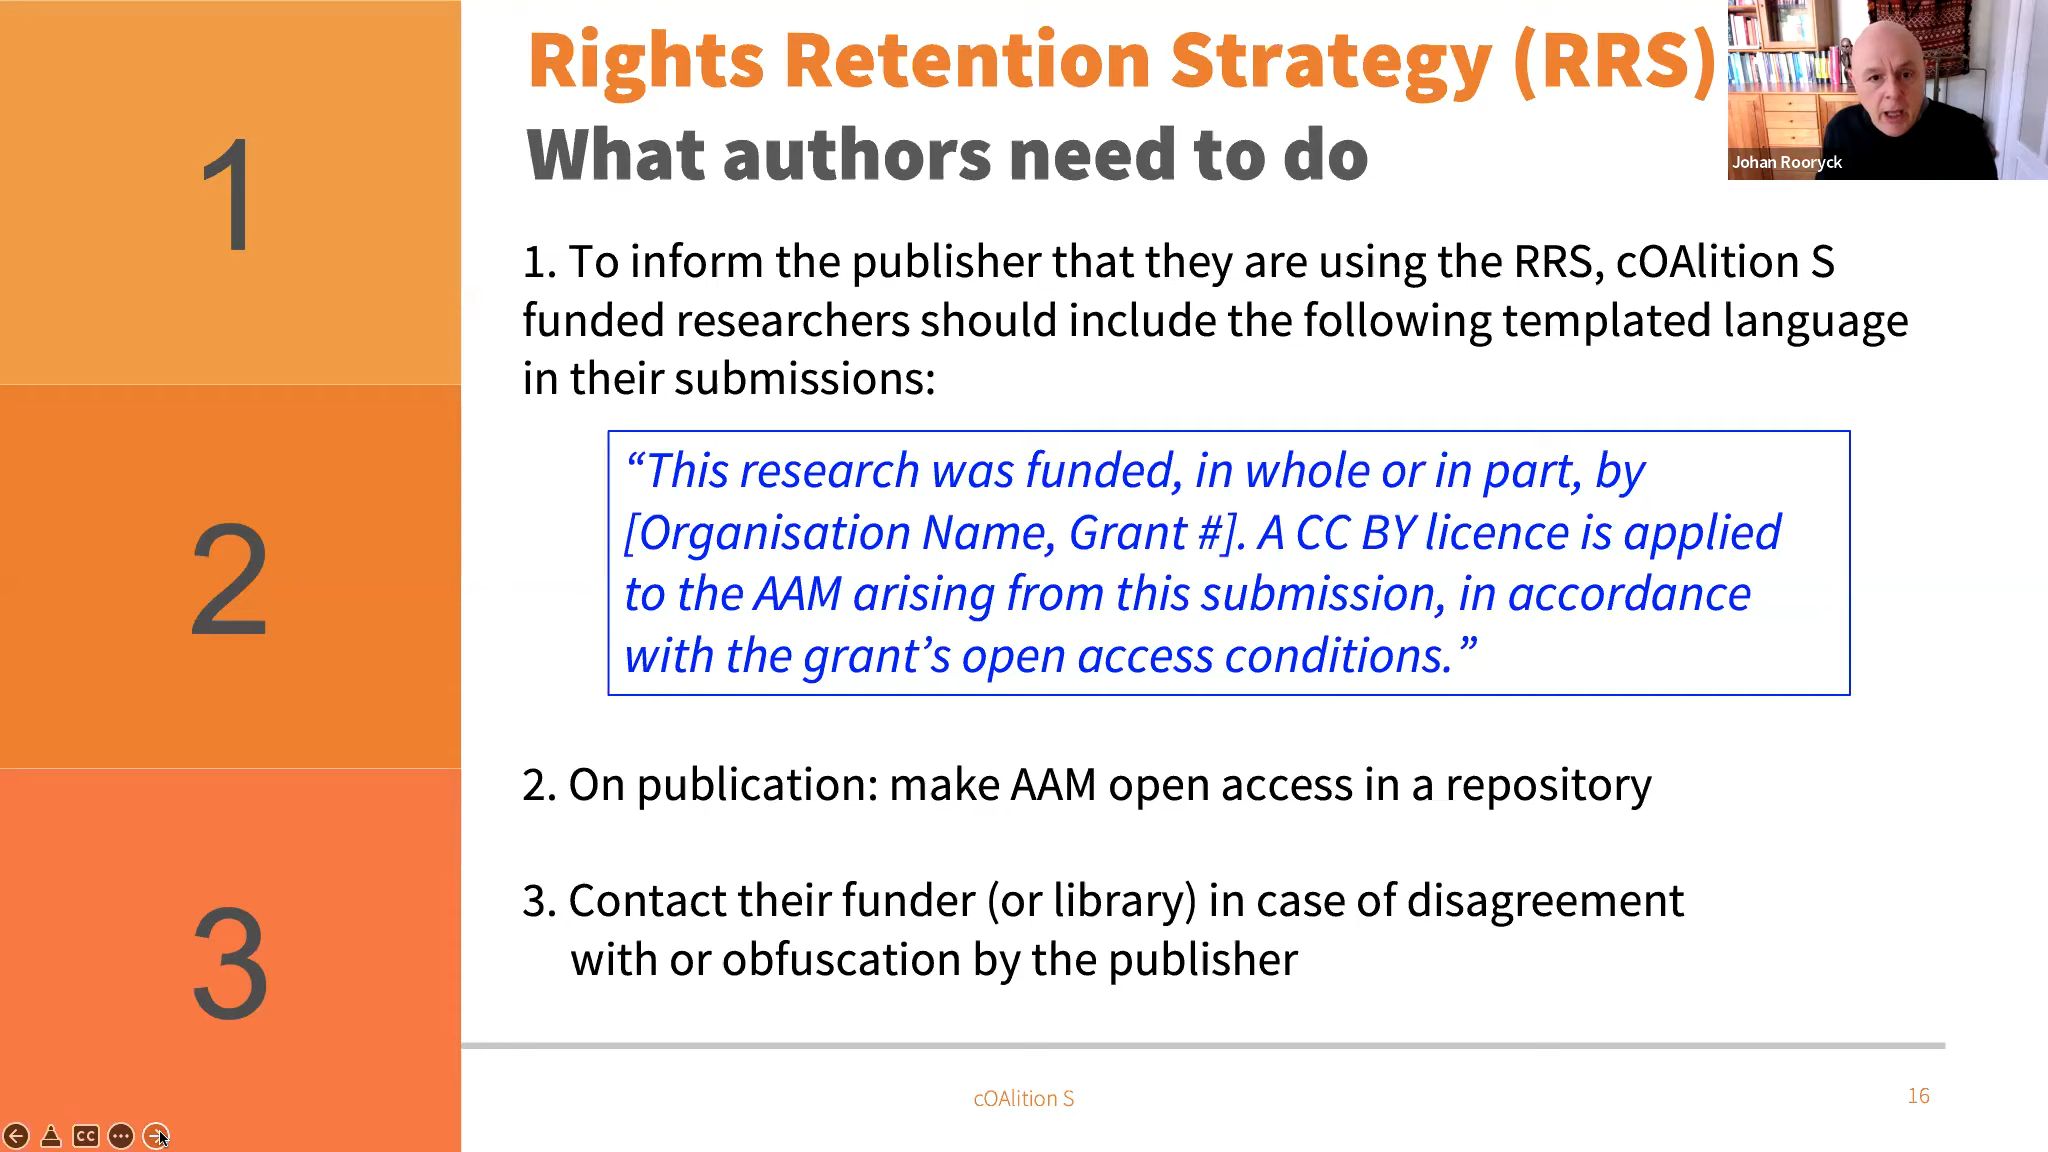 Rights Retention Strategy (RRS)
What authors need to do
Johan Rooryck
1
2
3
1. To inform the publisher that they are using the RRS, cOAlition S
funded researchers should include the following templated language
in their submissions:
“This research was funded, in whole or in part, by
[Organisation Name, Grant #]. A CC BY licence is applied
to the AAM arising from this submission, in accordance
with the grant’s open access conditions.”
2. On publication: make AAM open access in a repository
3. Contact their funder (or library) in case of disagreement
with or obfuscation by the publisher
cOAlition S
16
CC